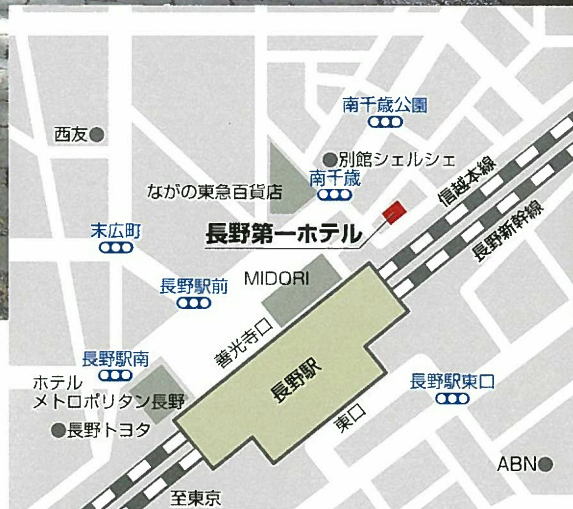 南千歳公園
西友
別館シェルシェ
ながの東急百貨店
南千歳
信越本線
長野第一ホテル
末広町
長野新幹線
MIDORI
長野駅前
善光寺口
長野駅南
長野駅
長野駅東口
ホテル
メトロポリタン長野
長野トヨタ
東口
ABN
至東京